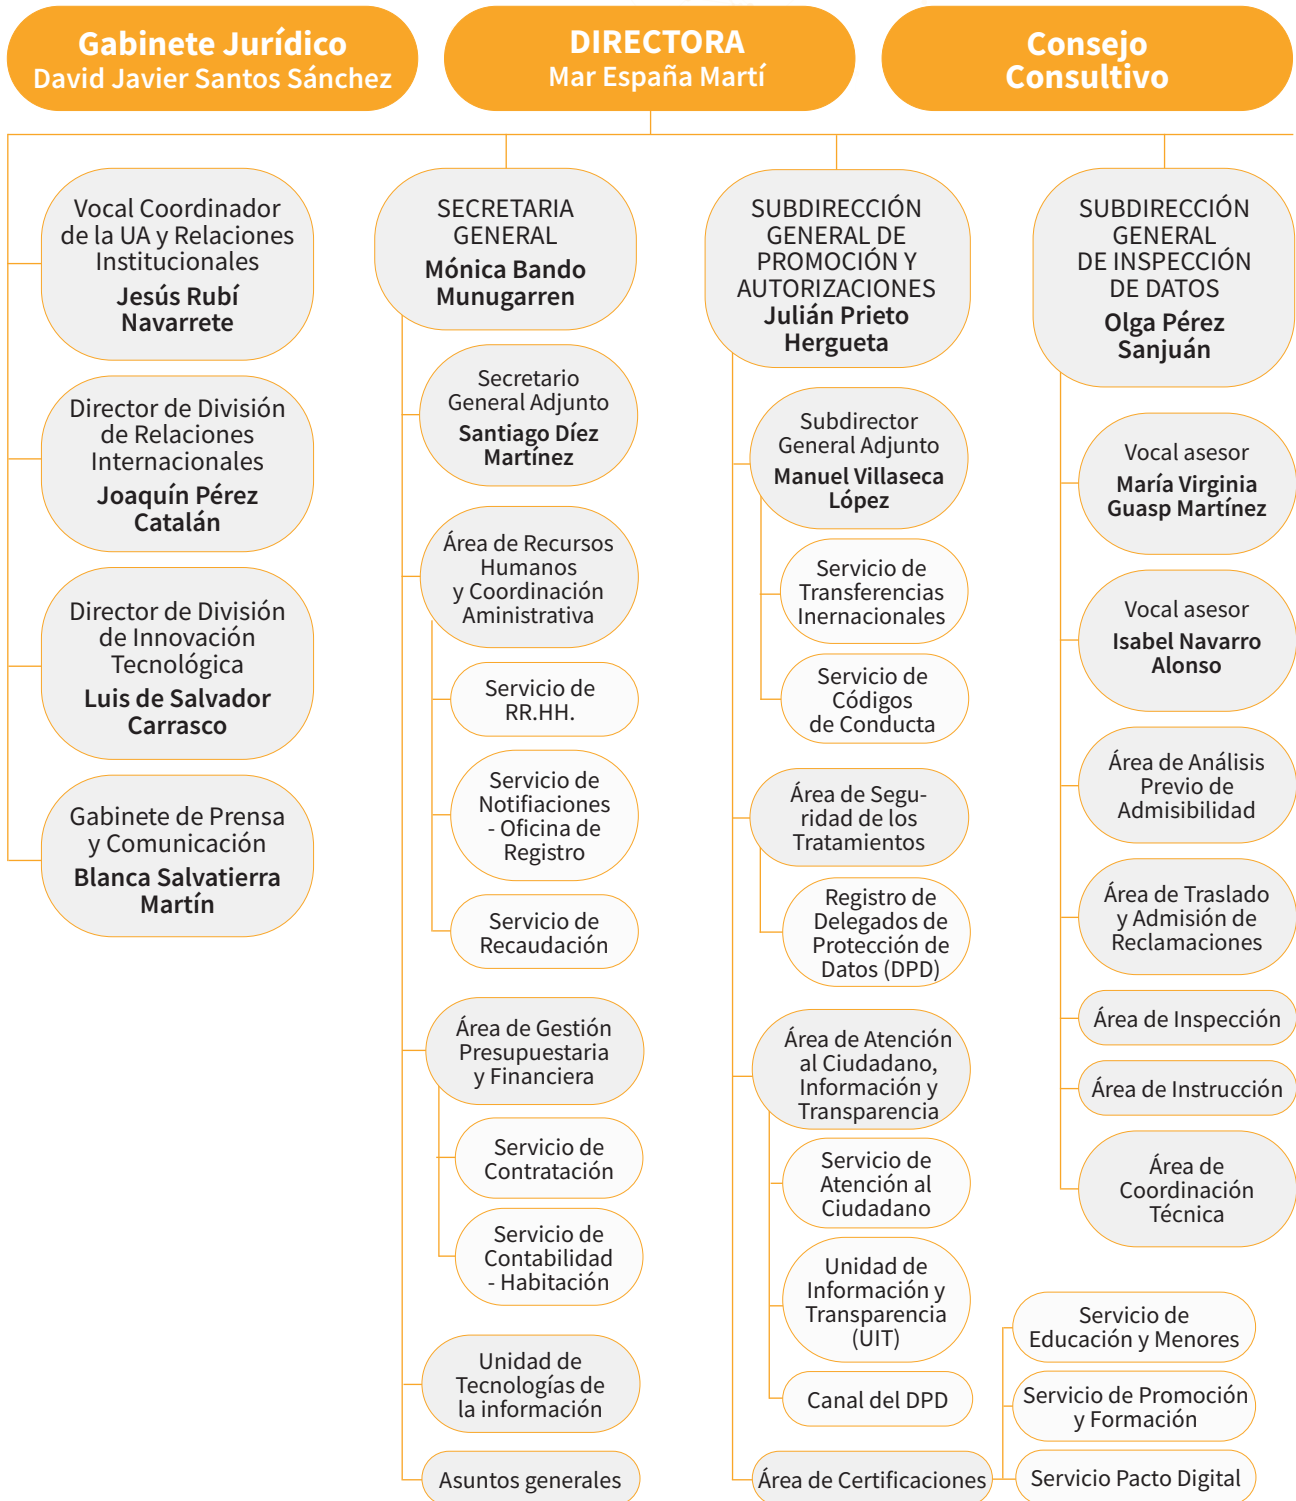 Gabinete Jurídico
David Javier Santos Sánchez
DIRECTORA
Mar España Martí
Consejo
Consultivo
Vocal Coordinador
de la UA y Relaciones
Institucionales
Jesús Rubí
Navarrete
Director de División
de Relaciones
Internacionales
Joaquín Pérez
Catalán
Director de División
de Innovación
Tecnológica
Luis de Salvador
Carrasco
Gabinete de Prensa
y Comunicación
Blanca Salvatierra
Martín
SECRETARIA
GENERAL
Mónica Bando
Munugarren
Secretario
General Adjunto
Santiago Díez
Martínez
Área de Recursos
Humanos
y Coordinación
Aministrativa
Servicio de
RR.HH.
Servicio de
Notifiaciones
- Oficina de
Registro
Servicio de
Recaudación
Área de Gestión
Presupuestaria
y Financiera
Servicio de
Contratación
Servicio de
Contabilidad
- Habitación
Unidad de
Tecnologías de
la información
Asuntos generales
SUBDIRECCIÓN
GENERAL DE
PROMOCIÓN Y
AUTORIZACIONES
Julián Prieto
Hergueta
Subdirector
General Adjunto
Manuel Villaseca
López
Servicio de
Transferencias
Inernacionales
Servicio de
Códigos
de Conducta
Área de Segu-
ridad de los
Tratamientos
Registro de
Delegados de
Protección de
Datos (DPD)
Área de Atención
al Ciudadano,
Información y
Transparencia
Servicio de
Atención al
Ciudadano
Unidad de
Información y
Transparencia
(UIT)
Canal del DPD
Área de Certificaciones
Servicio de
Educación y Menores
Servicio de Promoción
y Formación
Servicio Pacto Digital
SUBDIRECCIÓN
GENERAL
DE INSPECCIÓN
DE DATOS
Olga Pérez
Sanjuán
Vocal asesor
María Virginia
Guasp Martínez
Vocal asesor
Isabel Navarro
Alonso
Área de Análisis
Previo de
Admisibilidad
Área de Traslado
y Admisión de
Reclamaciones
Área de Inspección
Área de Instrucción
Área de
Coordinación
Técnica